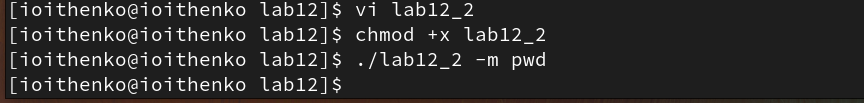 [ioithenko@ioithenko lab12]$ vi lab12_2
[ioithenko@ioithenko lab12]$ chmod +x lab12_2
[ioithenko@ioithenko lab12]$ ./lab12_2 -m pwd
[ioithenko@ioithenko lab12]$